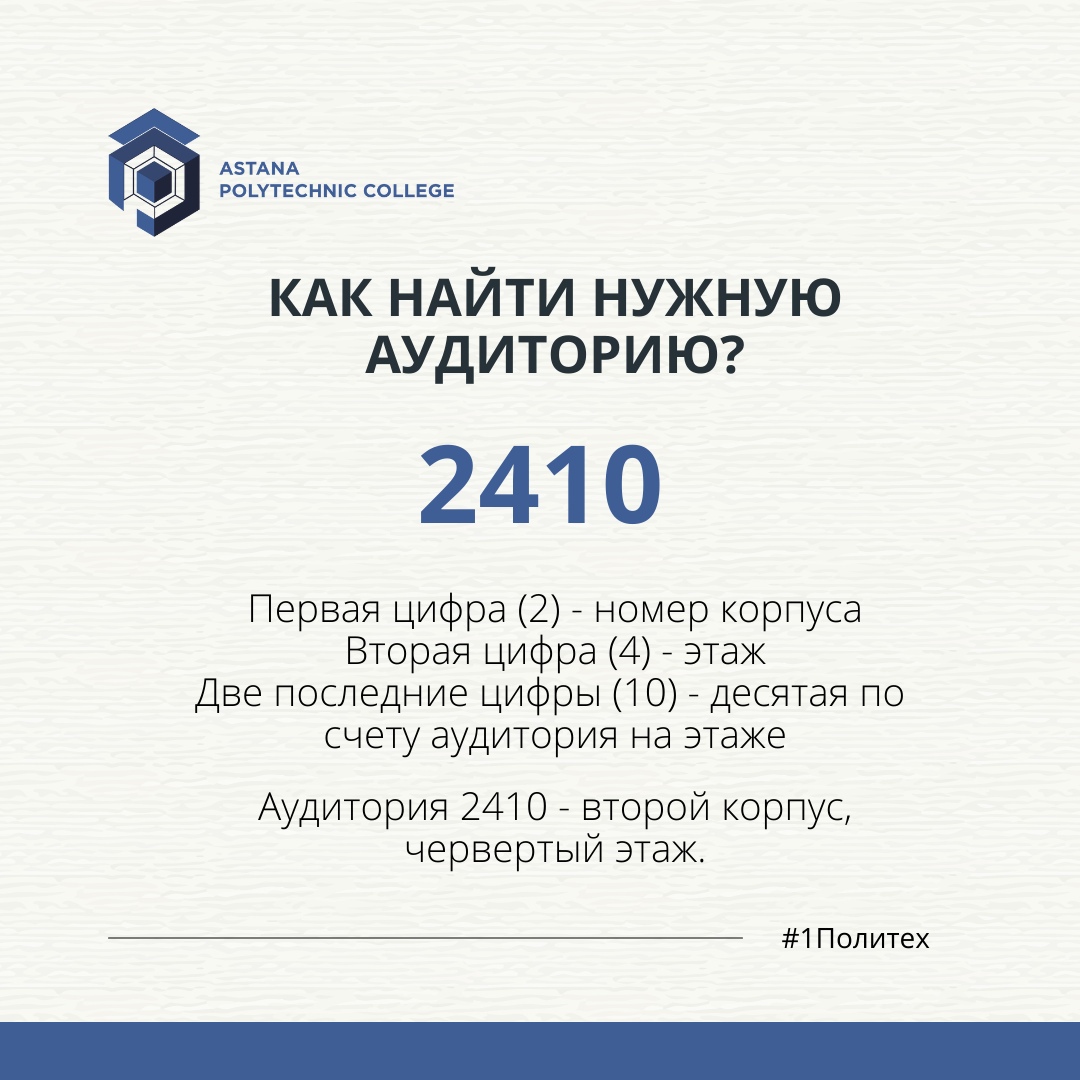 ASTANA
POLYTECHNIC COLLEGE
КАК НАЙТИ НУЖНУЮ
АУДИТОРИЮ?
2410
Первая цифра (2) - номер корпуса
Вторая цифра (4) - этаж
Две последние цифры (10) - десятая по
счету аудитория на этаже
Аудитория 2410 - второй корпус,
червертый этаж.
#1Политех